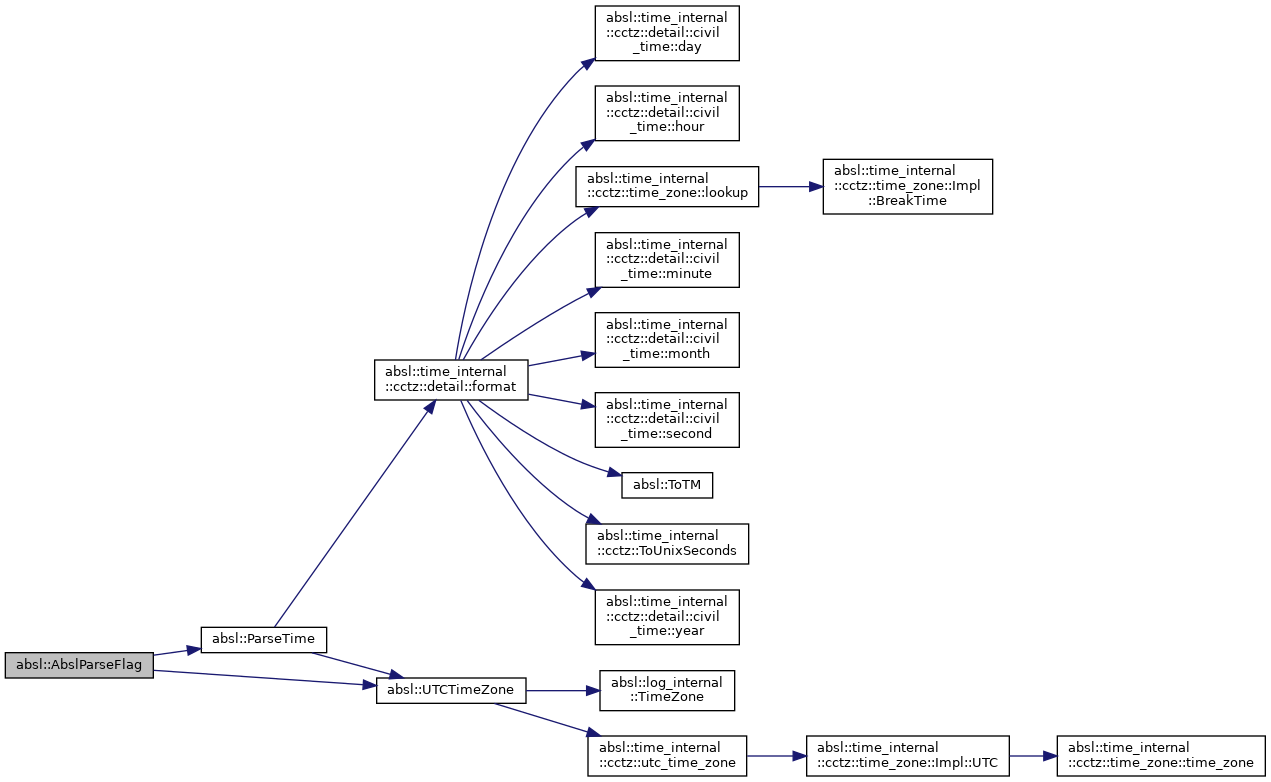 absl::time_internal
::cctz::detail::civil
_time::day
absl::time_internal
::cctz::detail::civil
_time::hour
absl::time_internal
::cctz::time_zone::lookup
absl::time_internal
::cctz::time_zone::Impl
::BreakTime
absl::time_internal
::cctz::detail::civil
_time::minute
absl::time_internal
::cctz::detail::civil
_time::month
absl::time_internal
::cctz::detail::format
absl::time_internal
::cctz::detail::civil
_time::second
absl::ToTM
absl::time_internal
::cctz::ToUnixSeconds
absl::time_internal
::cctz::detail::civil
_time::year
absl::ParseTime
absl::AbslParseFlag
absl::UTCTimeZone
absl::log_internal
::TimeZone
absl::time_internal
::cctz::utc_time_zone
absl::time_internal
::cctz::time_zone::Impl::UTC
absl::time_internal
::cctz::time_zone::time_zone